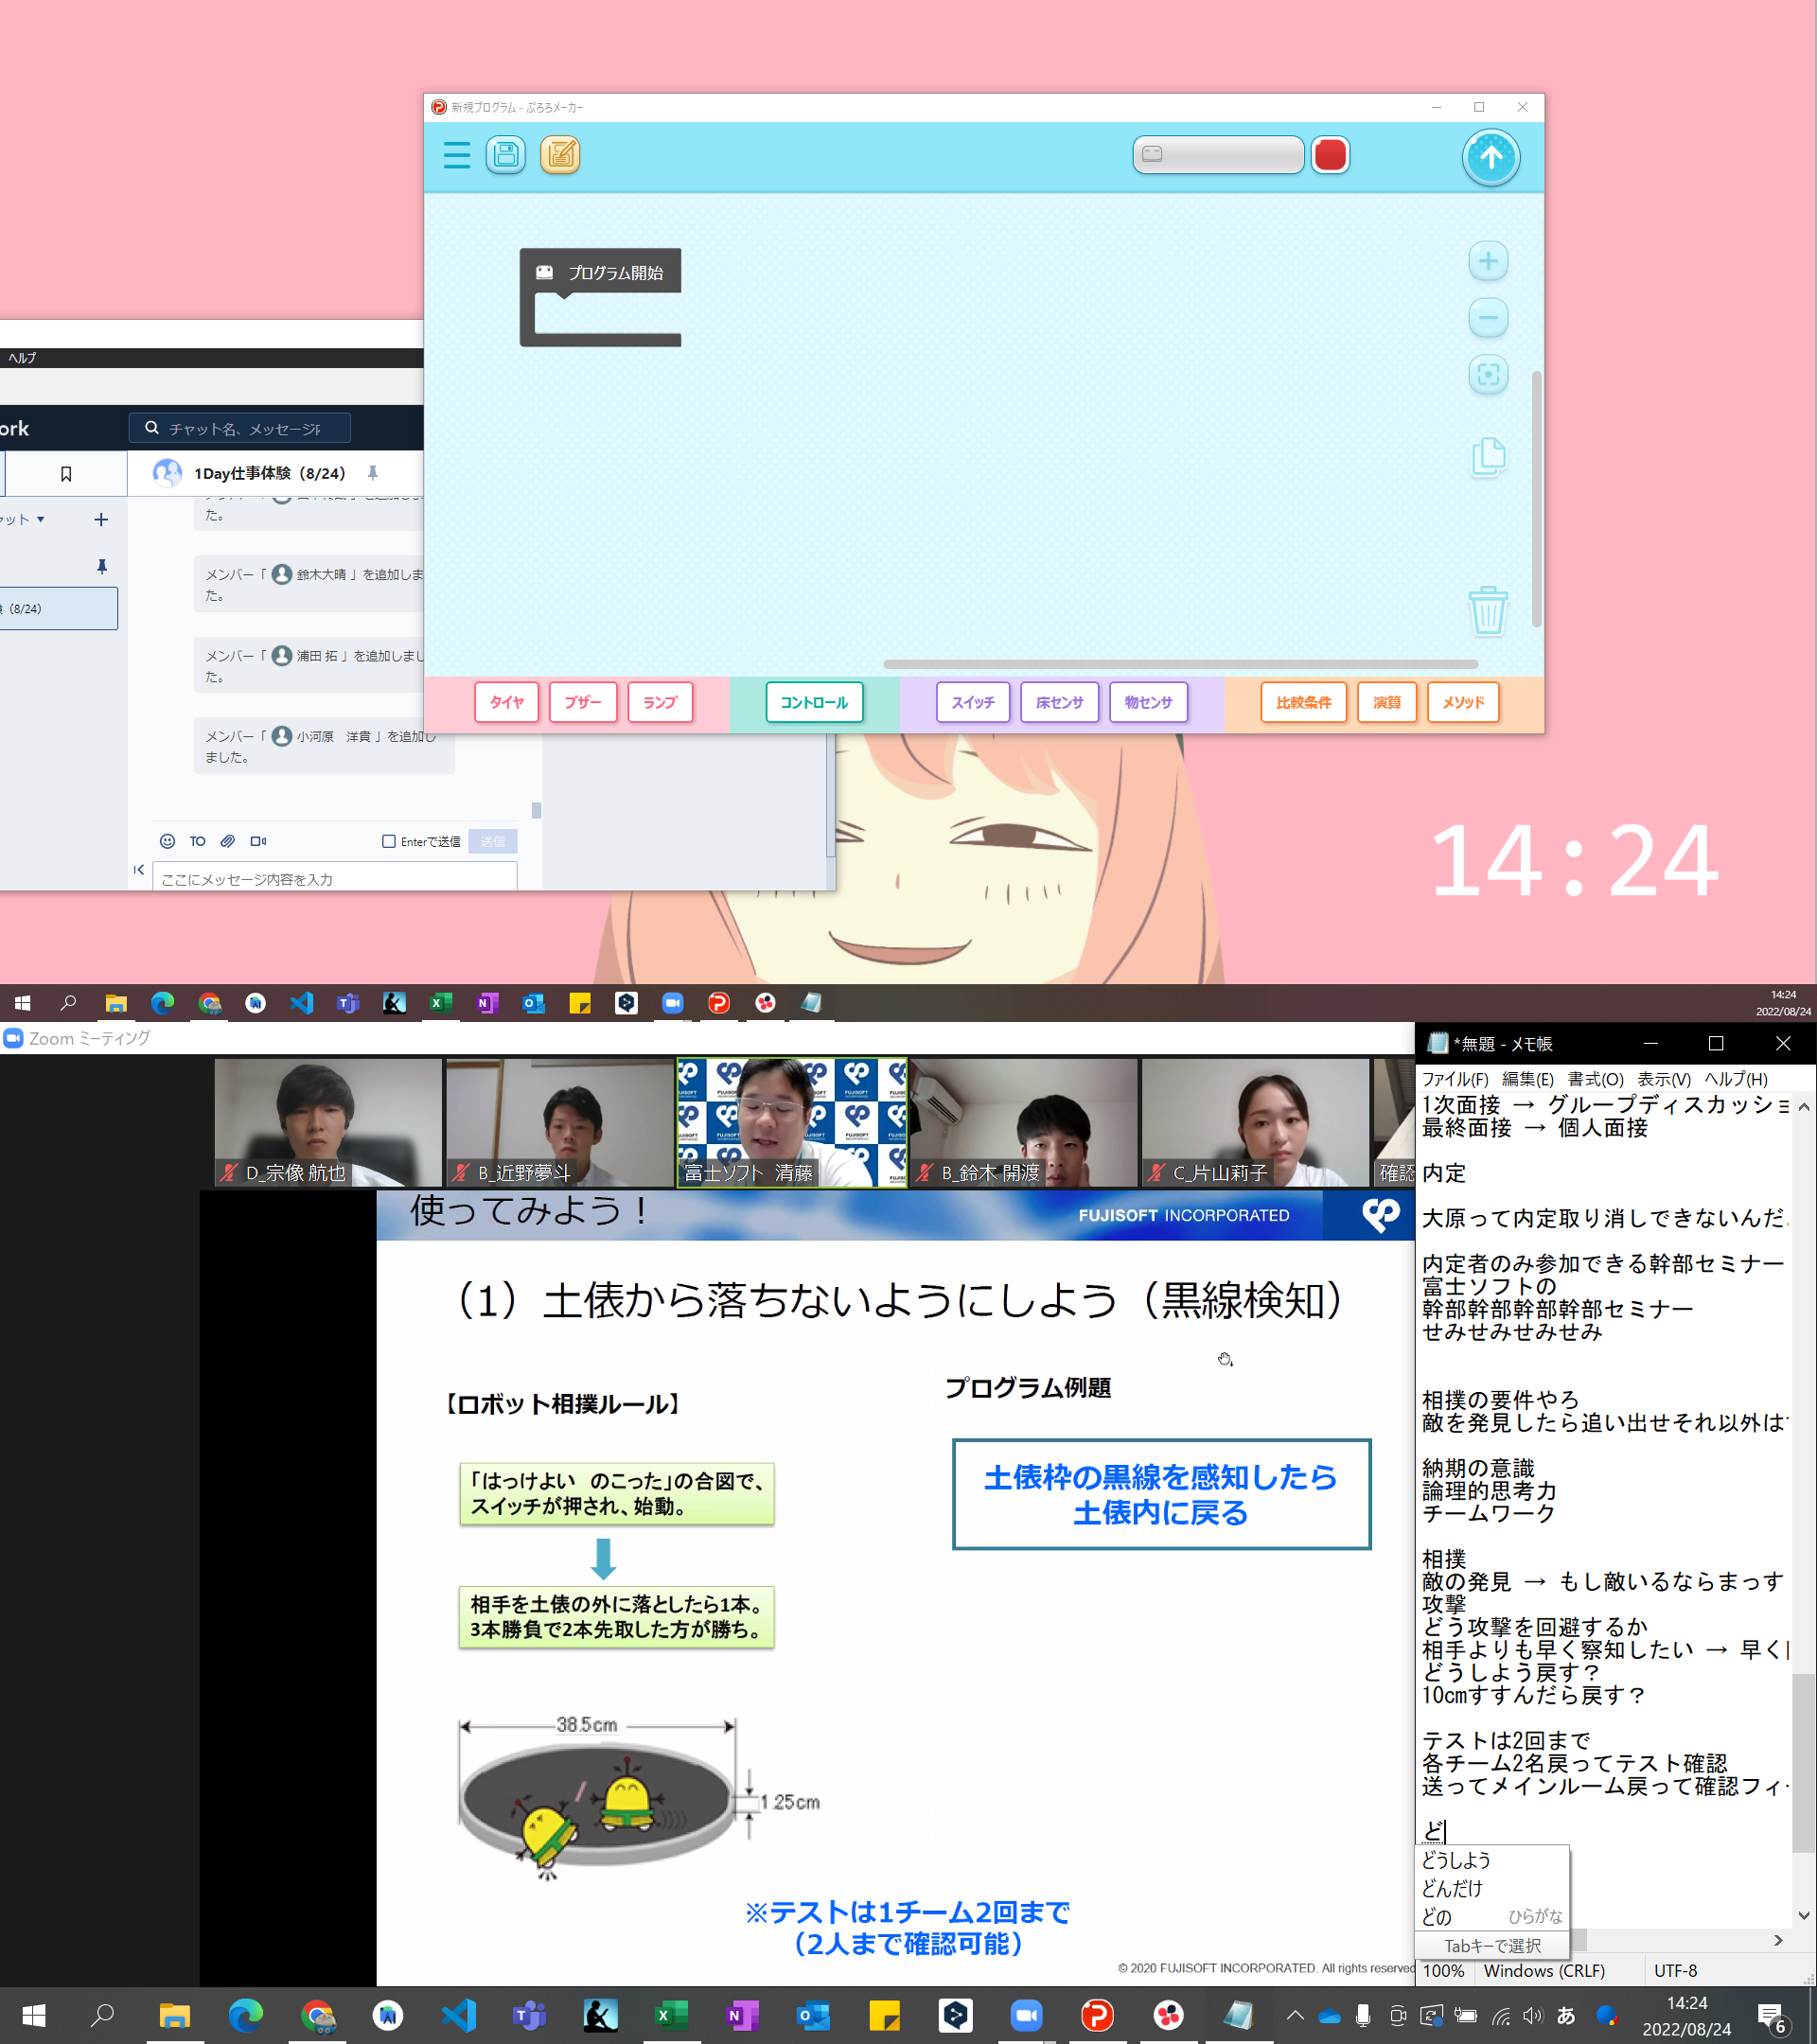 新規プログラム - ぷろろメーカー
プログラム開始
タイヤ
ブザー
ランプ
コントロール
スイッチ
床センサ
物センサ
比較条件
演算
メソッド
ヘルプ
ork
チャット名、メッセージ内
1Day仕事体験（8/24）
ャット
た。
メンバー「 鈴木大晴 」を追加しま
た。
（8/24）
メンバー「 浦田 拓 」を追加しまし
た。
メンバー「 小河原　洋貴 」を追加し
ました。
TO
Enterで送信
送信
ここにメッセージ内容を入力
14:24
14:24
2022/08/24
Zoom ミーティング
D_宗像 航也
B_近野夢斗
富士ソフト　清藤
B_鈴木 開渡
C_片山莉子
確認
使ってみよう！
FUJISOFT INCORPORATED
（1）土俵から落ちないようにしよう（黒線検知）
【ロボット相撲ルール】
プログラム例題
「はっけよい　のこった」の合図で、
スイッチが押され、始動。
土俵枠の黒線を感知したら
土俵内に戻る
相手を土俵の外に落としたら1本。
3本勝負で2本先取した方が勝ち。
38.5cm
1.25cm
※テストは1チーム2回まで
（2人まで確認可能）
© 2020 FUJISOFT INCORPORATED. All rights reserved
*無題 - メモ帳
ファイル(F) 編集(E) 書式(O) 表示(V) ヘルプ(H)
1次面接 → グループディスカッショ
最終面接 → 個人面接
内定
大原って内定取り消しできないんだ
内定者のみ参加できる幹部セミナー
富士ソフトの
幹部幹部幹部幹部セミナー
せみせみせみせみ
相撲の要件やろ
敵を発見したら追い出せそれ以外は
納期の意識
論理的思考力
チームワーク
相撲
敵の発見 → もし敵いるならまっす
攻撃
どう攻撃を回避するか
相手よりも早く察知したい → 早く
どうしよう戻す？
10cmすすんだら戻す？
テストは2回まで
各チーム2名戻ってテスト確認
送ってメインルーム戻って確認フィ
ど
どうしよう
どんだけ
どの ひらがな
Tabキーで選択
100% Windows (CRLF) UTF-8
あ
14:24
2022/08/24
6